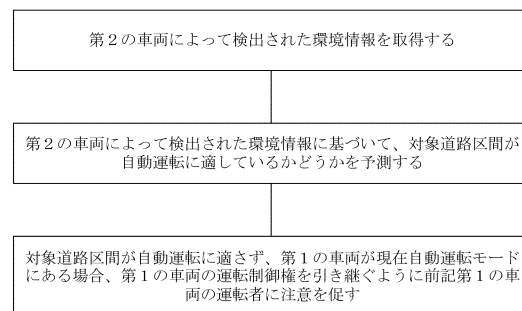 第２の車両によって検出された環境情報を取得する
第２の車両によって検出された環境情報に基づいて、対象道路区間が
自動運転に適しているかどうかを予測する
対象道路区間が自動運転に適さず、第１の車両が現在自動運転モード
にある場合、第１の車両の運転制御権を引き継ぐように前記第１の車
両の運転者に注意を促す